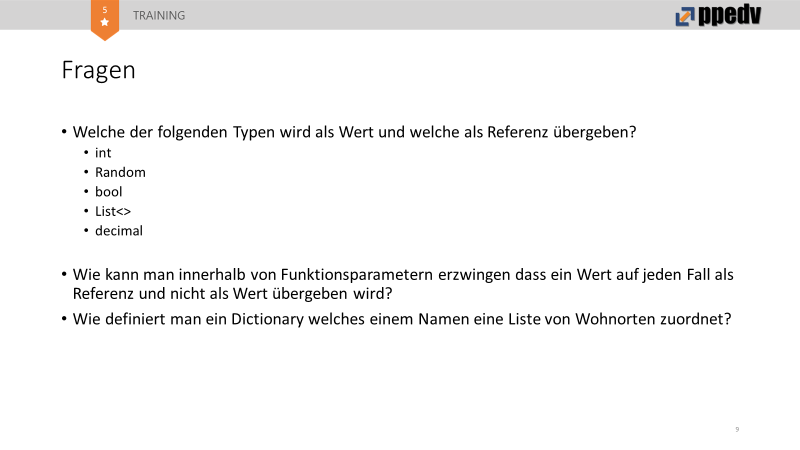 5
TRAINING
ppedv
Fragen
• Welche der folgenden Typen wird als Wert und welche als Referenz übergeben?
• int
• Random
• bool
• List<>
• decimal
• Wie kann man innerhalb von Funktionsparametern erzwingen dass ein Wert auf jeden Fall als
Referenz und nicht als Wert übergeben wird?
• Wie definiert man ein Dictionary welches einem Namen eine Liste von Wohnorten zuordnet?
9